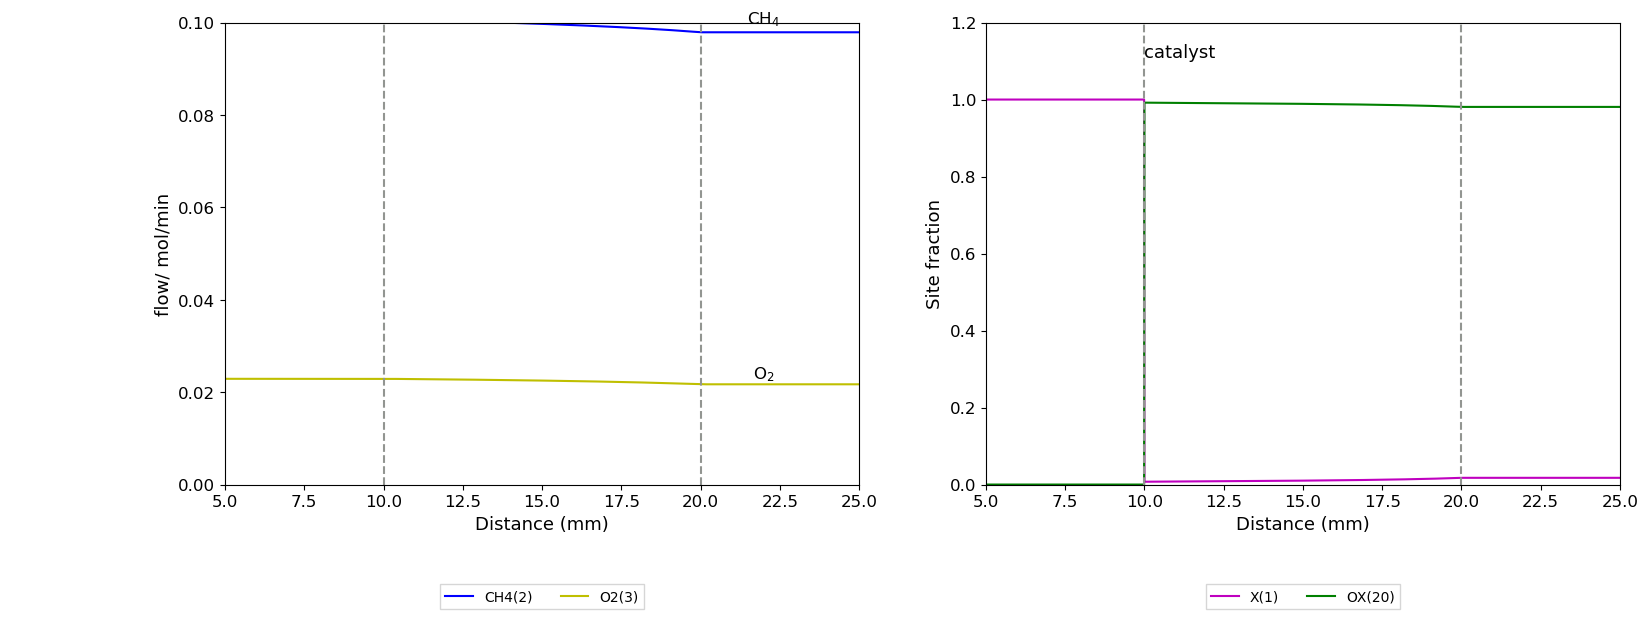 CH₄
0.10
0.08
0.06
0.04
0.02
0.00
flow/ mol/min
O₂
5.0 7.5 10.0 12.5 15.0 17.5 20.0 22.5 25.0
Distance (mm)
CH4(2) O2(3)
1.2
1.0
0.8
0.6
0.4
0.2
0.0
Site fraction
catalyst
5.0 7.5 10.0 12.5 15.0 17.5 20.0 22.5 25.0
Distance (mm)
X(1) OX(20)